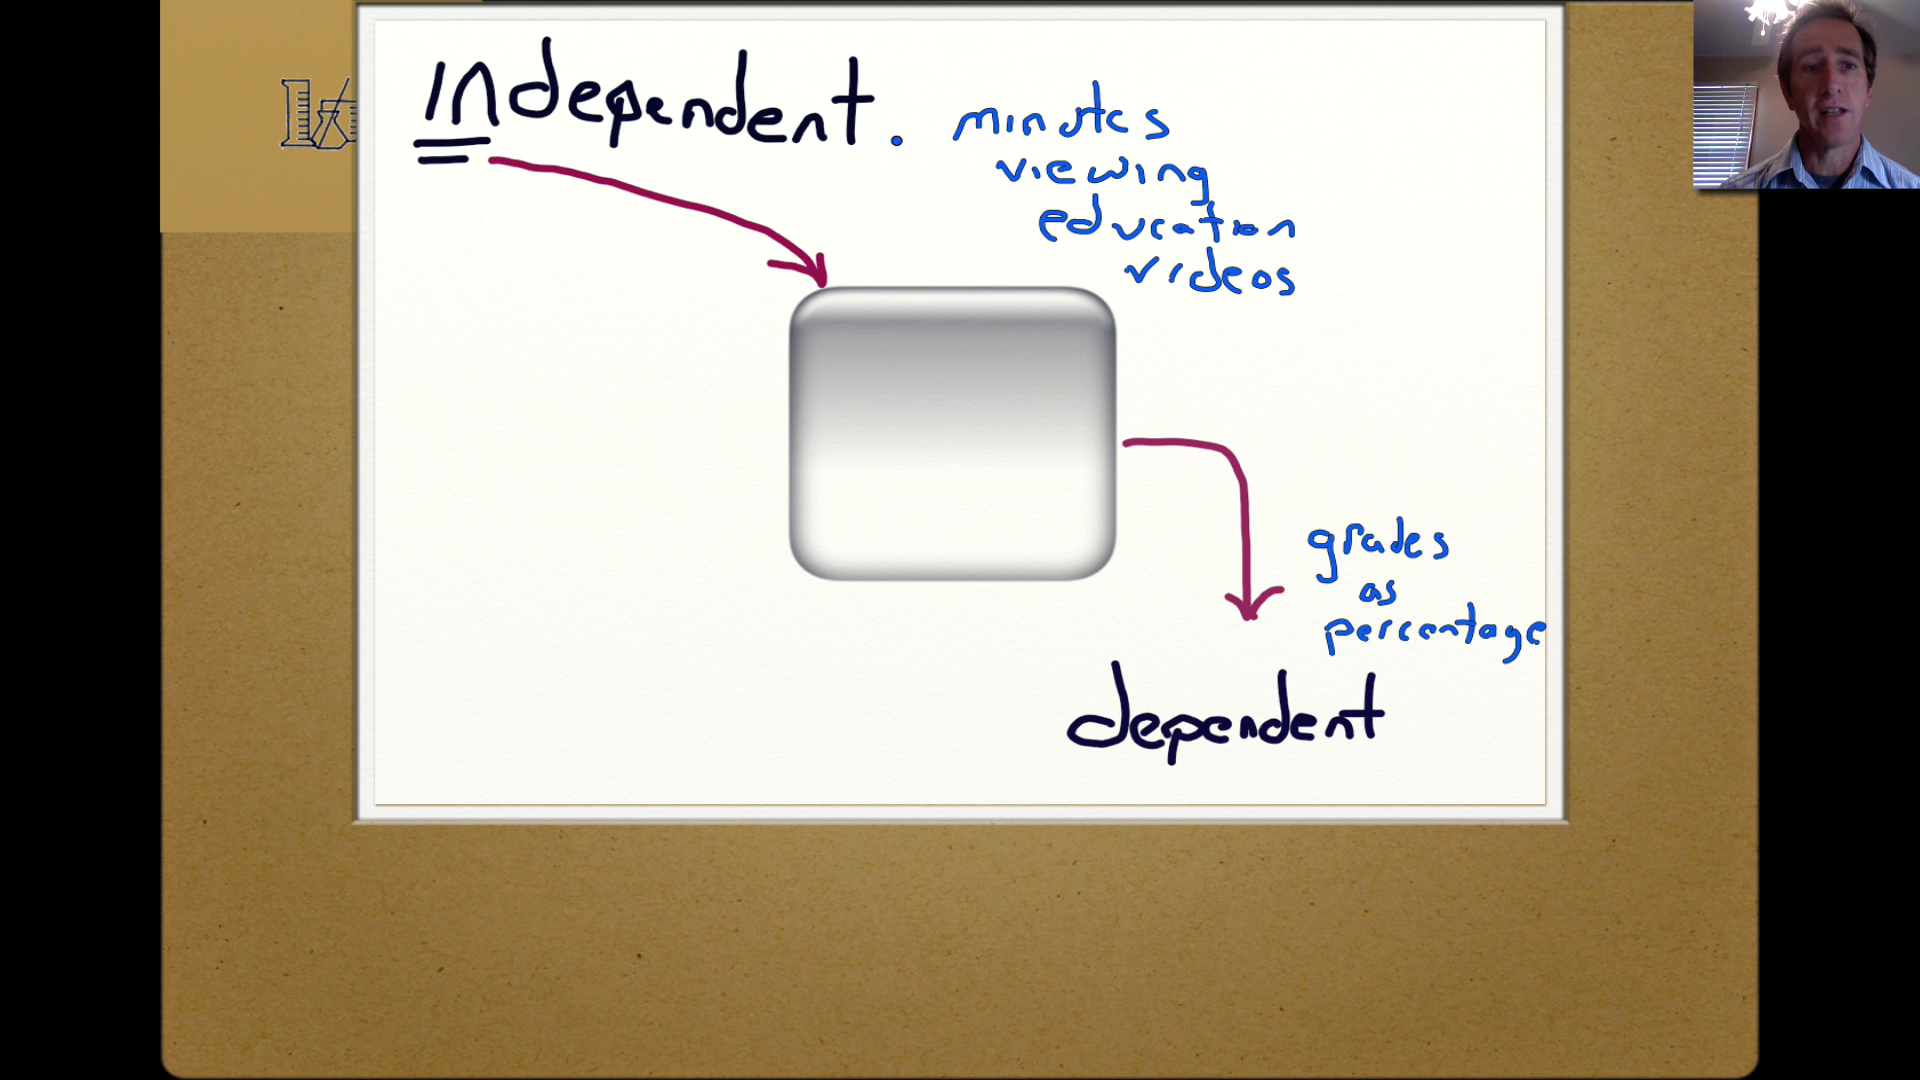 Independent.
minutes
viewing
education
videos
grades
as
percentage
dependent